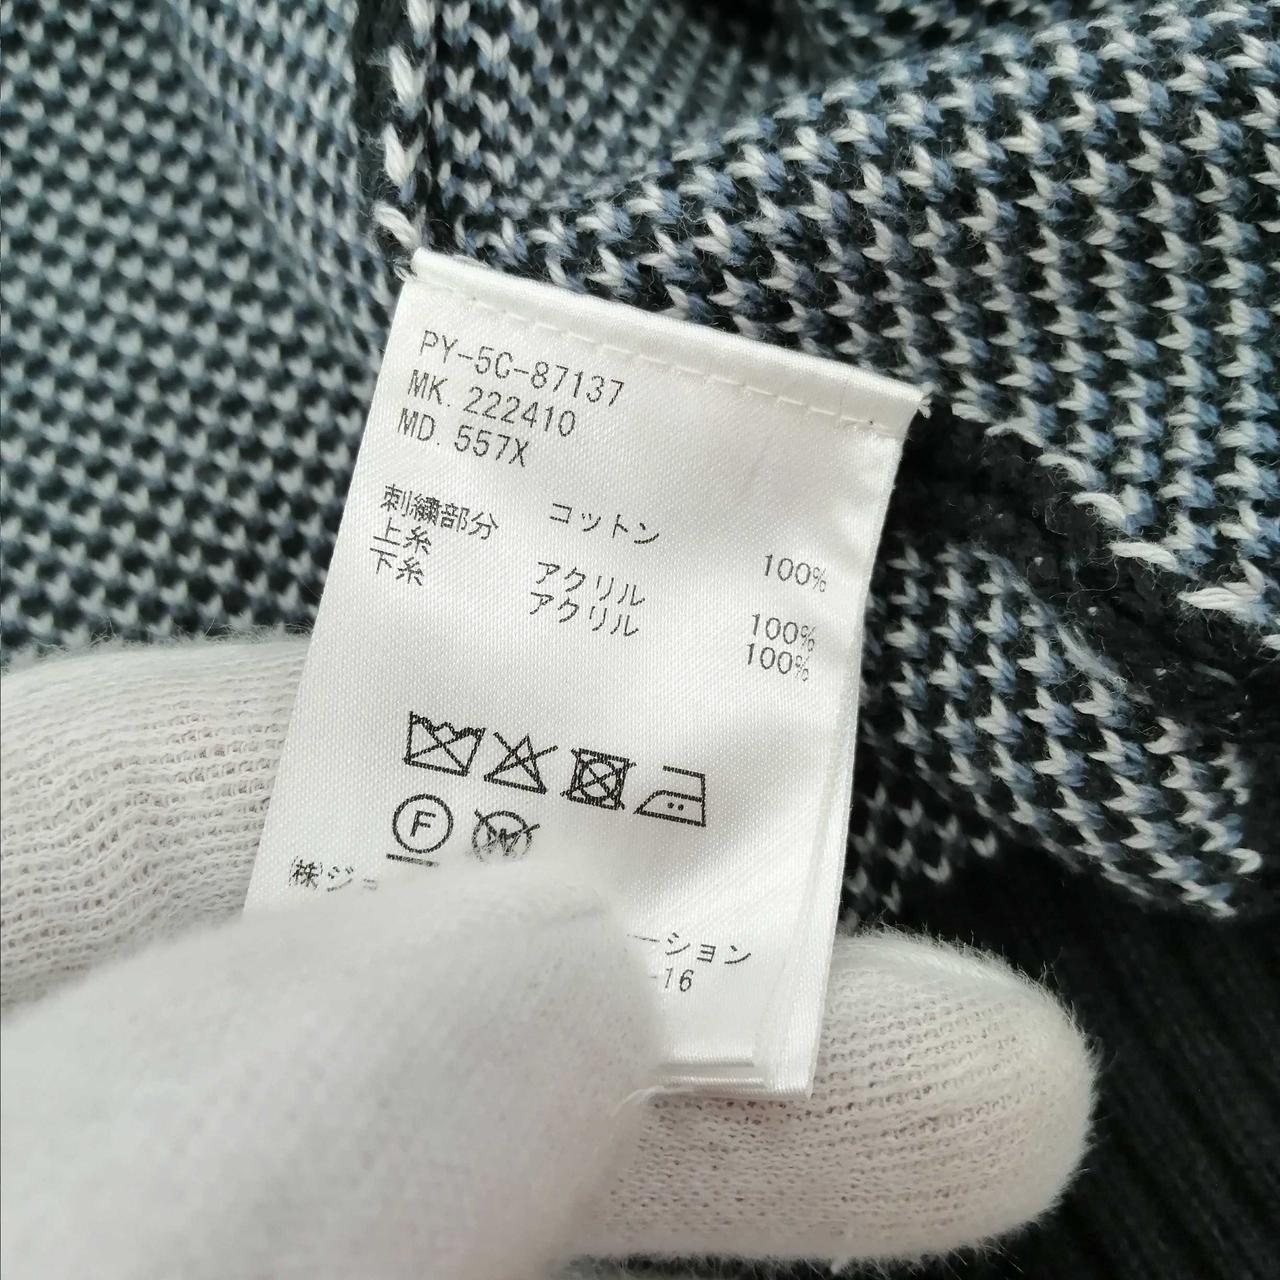 PY-5C-87137
MK. 222410
MD. 557X
コットン 100%
刺繍部分
上糸 アクリル 100%
下糸 アクリル 100%
F
W
㈱ジョ
ーション
-16